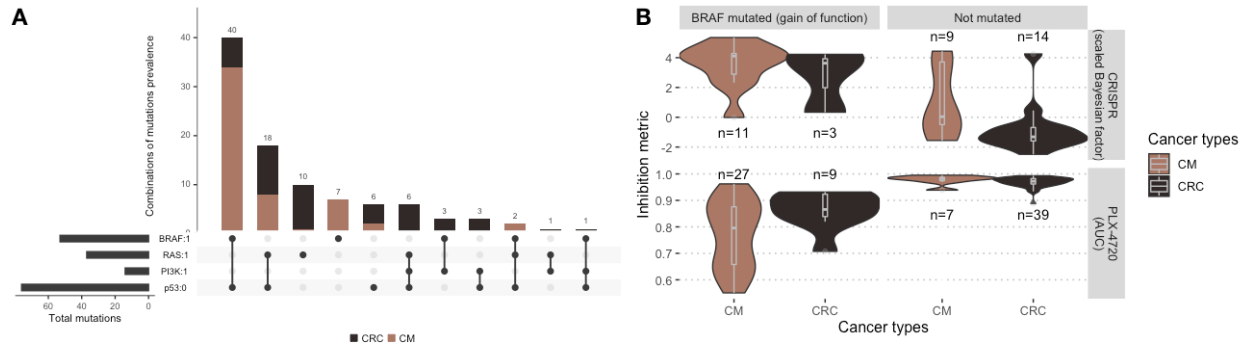 A
Combinations of mutations prevalence
40
20
0
40
18
10
7
6
6
3
3
2
1
1
BRAF:1
RAS:1
PI3K:1
p53:0
60 40 20 0
Total mutations
CRC CM
B
BRAF mutated (gain of function) Not mutated
Inhibition metric
4
2
0
-2
n=11 n=3
n=9 n=14
CRISPR
(scaled Bayesian factor)
1.0
0.9
0.8
0.7
0.6
n=27 n=9
n=7 n=39
PLX-4720
(AUC)
CM CRC CM CRC
Cancer types
Cancer types
CM
CRC